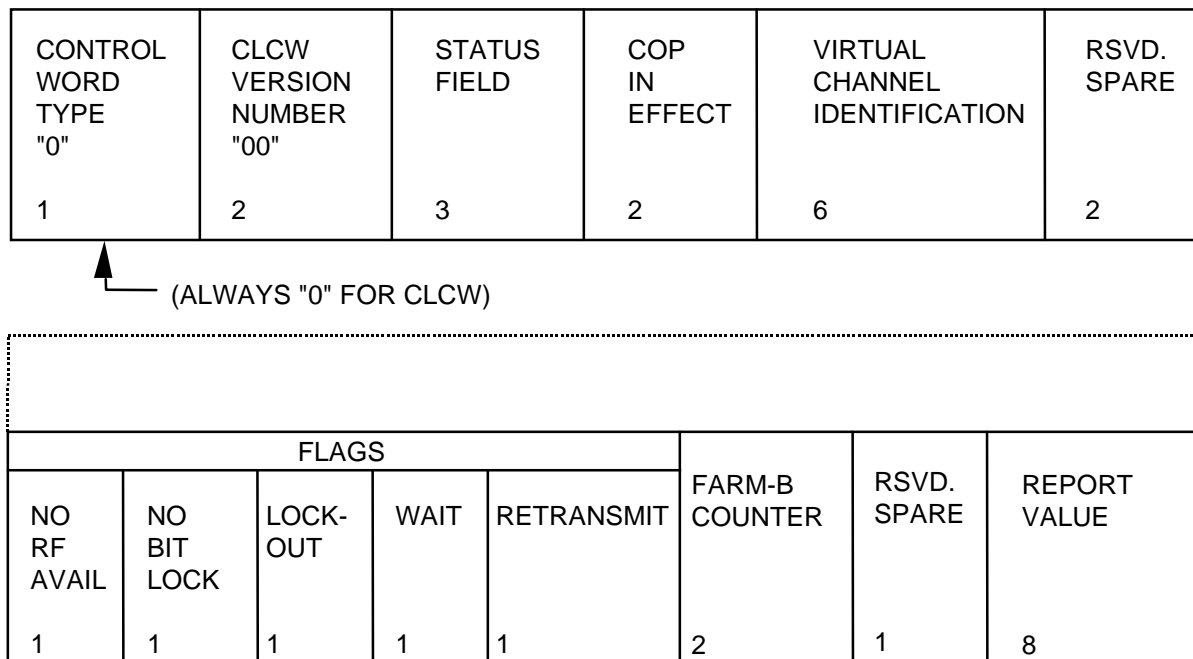 CONTROL
WORD
TYPE
"0"
1
CLCW
VERSION
NUMBER
"00"
2
STATUS
FIELD
3
COP
IN
EFFECT
2
VIRTUAL
CHANNEL
IDENTIFICATION
6
RSVD.
SPARE
2
(ALWAYS "0" FOR CLCW)
FLAGS
NO
RF
AVAIL
1
NO
BIT
LOCK
1
LOCK-
OUT
1
WAIT
1
RETRANSMIT
1
FARM-B
COUNTER
2
RSVD.
SPARE
1
REPORT
VALUE
8